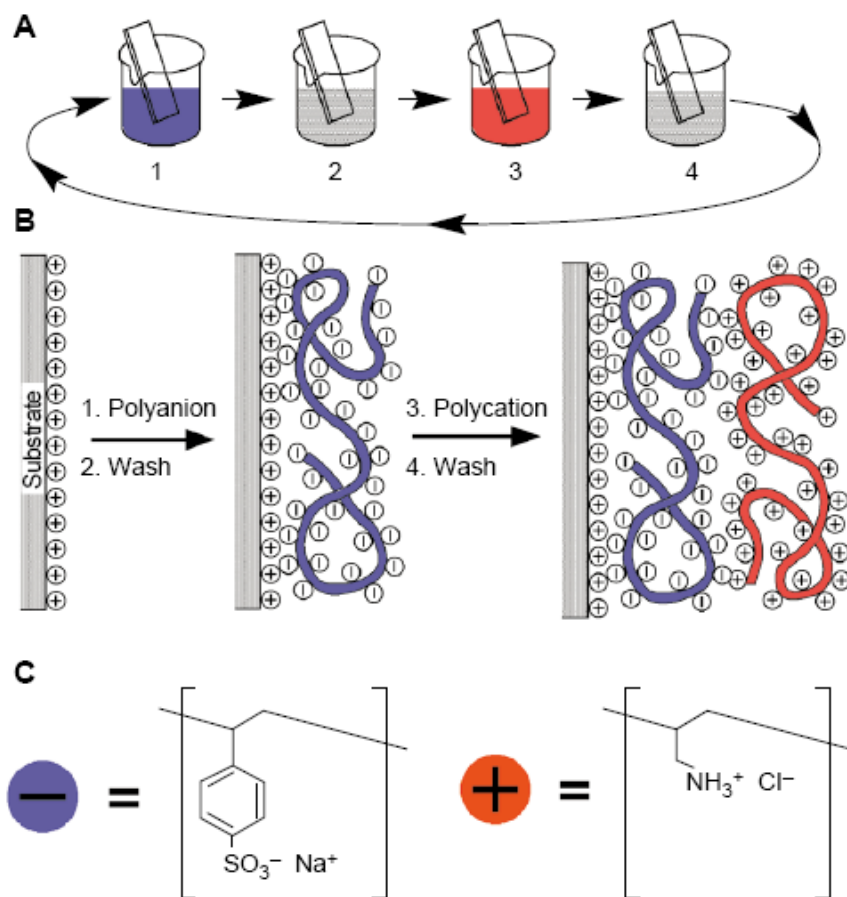 A
1 2 3 4
B
Substrate
1. Polyanion
2. Wash
3. Polycation
4. Wash
C
− = SO₃⁻ Na⁺
+ = NH₃⁺ Cl⁻